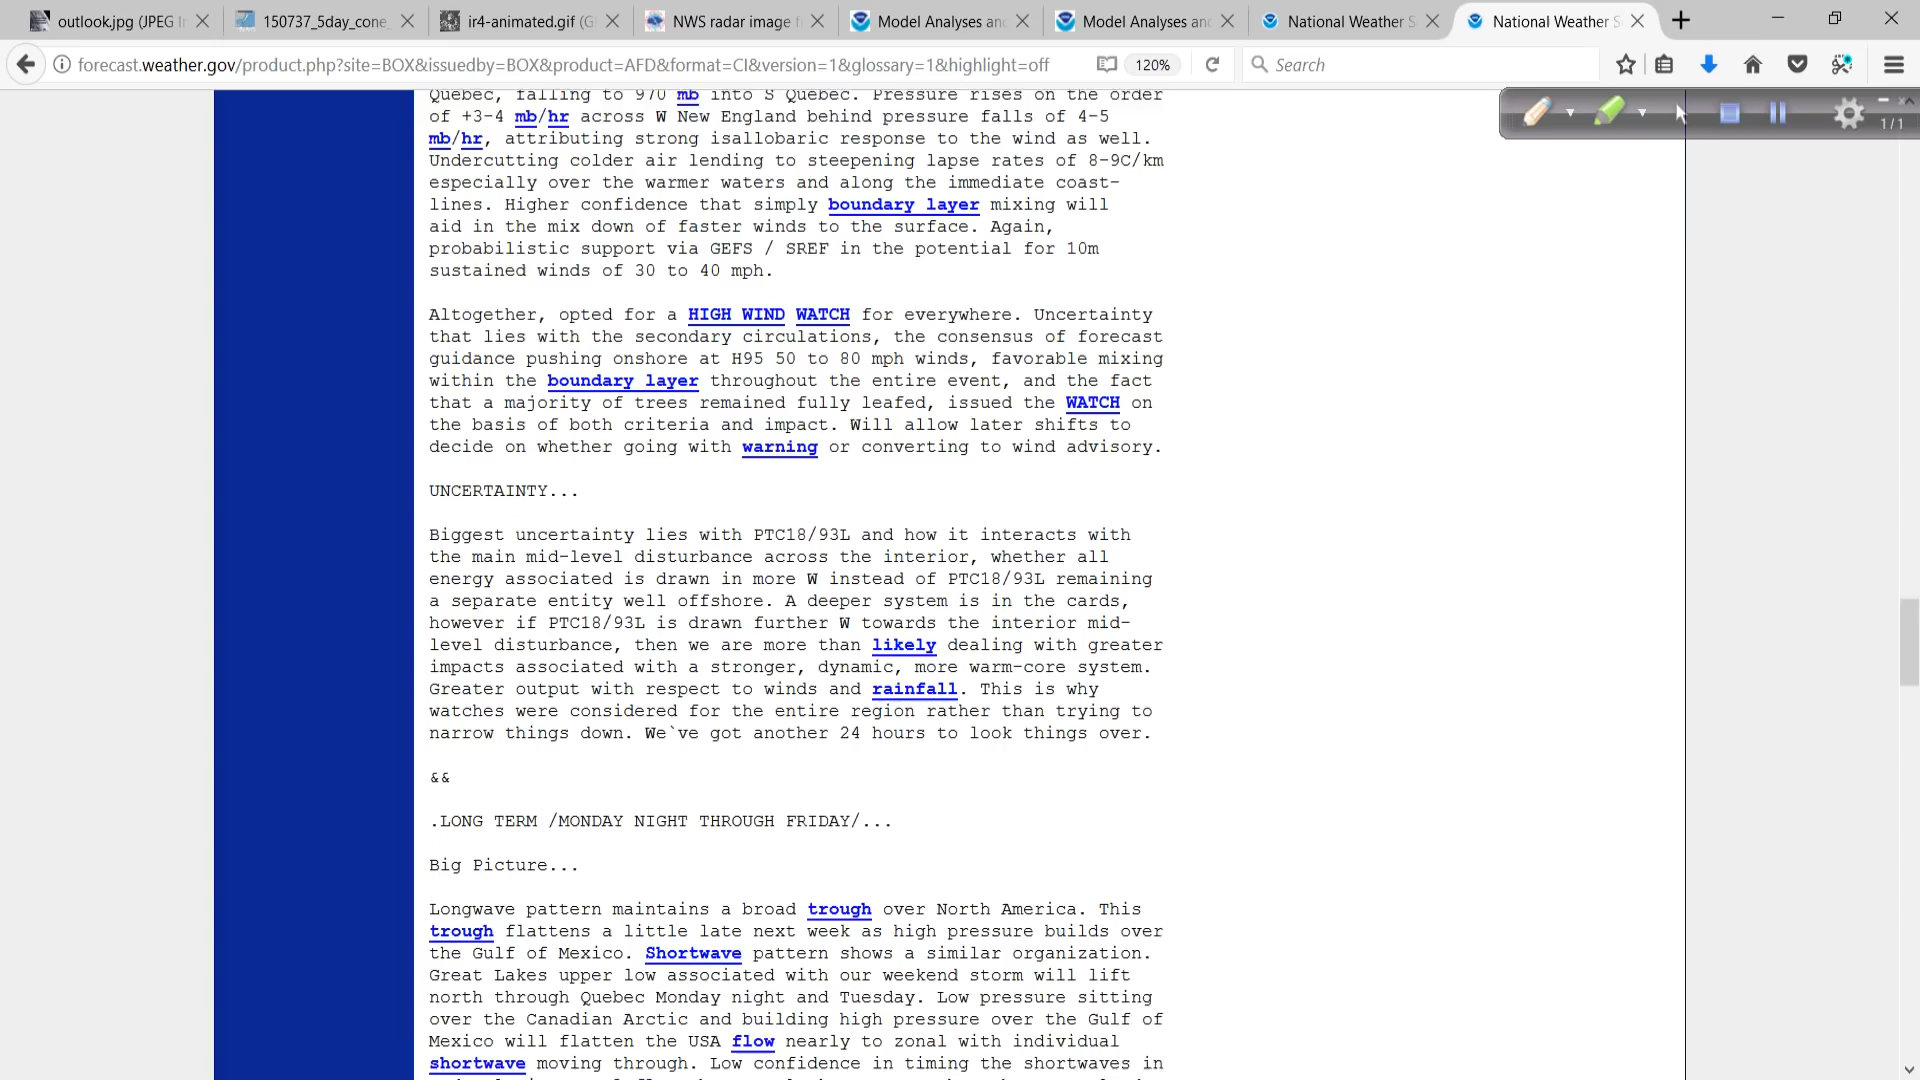 outlook.jpg (JPEG I
150737_5day_cone_
ir4-animated.gif (G
NWS radar image f
Model Analyses and
Model Analyses and
National Weather S
National Weather S
forecast.weather.gov/product.php?site=BOX&issuedby=BOX&product=AFD&format=CI&version=1&glossary=1&highlight=off
120%
Search
1/1
Quebec, falling to 970 mb into S Quebec. Pressure rises on the order
of +3-4 mb/hr across W New England behind pressure falls of 4-5
mb/hr, attributing strong isallobaric response to the wind as well.
Undercutting colder air lending to steepening lapse rates of 8-9C/km
especially over the warmer waters and along the immediate coast-
lines. Higher confidence that simply boundary layer mixing will
aid in the mix down of faster winds to the surface. Again,
probabilistic support via GEFS / SREF in the potential for 10m
sustained winds of 30 to 40 mph.
Altogether, opted for a HIGH WIND WATCH for everywhere. Uncertainty
that lies with the secondary circulations, the consensus of forecast
guidance pushing onshore at H95 50 to 80 mph winds, favorable mixing
within the boundary layer throughout the entire event, and the fact
that a majority of trees remained fully leafed, issued the WATCH on
the basis of both criteria and impact. Will allow later shifts to
decide on whether going with warning or converting to wind advisory.
UNCERTAINTY...
Biggest uncertainty lies with PTC18/93L and how it interacts with
the main mid-level disturbance across the interior, whether all
energy associated is drawn in more W instead of PTC18/93L remaining
a separate entity well offshore. A deeper system is in the cards,
however if PTC18/93L is drawn further W towards the interior mid-
level disturbance, then we are more than likely dealing with greater
impacts associated with a stronger, dynamic, more warm-core system.
Greater output with respect to winds and rainfall. This is why
watches were considered for the entire region rather than trying to
narrow things down. We`ve got another 24 hours to look things over.
&&
.LONG TERM /MONDAY NIGHT THROUGH FRIDAY/...
Big Picture...
Longwave pattern maintains a broad trough over North America. This
trough flattens a little late next week as high pressure builds over
the Gulf of Mexico. Shortwave pattern shows a similar organization.
Great Lakes upper low associated with our weekend storm will lift
north through Quebec Monday night and Tuesday. Low pressure sitting
over the Canadian Arctic and building high pressure over the Gulf of
Mexico will flatten the USA flow nearly to zonal with individual
shortwave moving through. Low confidence in timing the shortwaves in